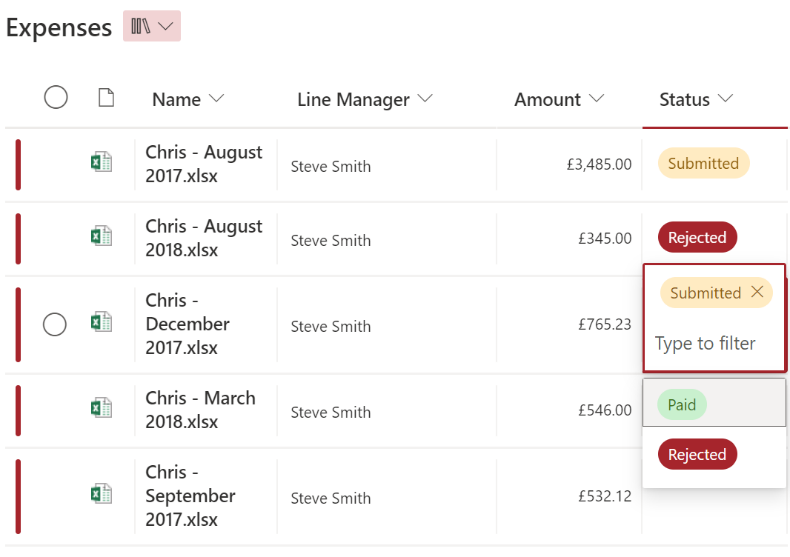 Expenses
Name Line Manager Amount Status
Chris - August
2017.xlsx
Steve Smith £3,485.00 Submitted
Chris - August
2018.xlsx
Steve Smith £345.00 Rejected
Chris -
December
2017.xlsx
Steve Smith £765.23
Submitted
Type to filter
Chris - March
2018.xlsx
Steve Smith £546.00
Paid
Rejected
Chris -
September
2017.xlsx
Steve Smith £532.12